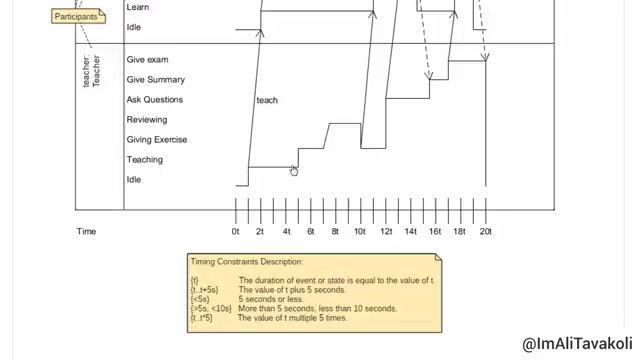 Learn
Participants
Idle
Give exam
Give Summary
Ask Questions
Reviewing
Giving Exercise
Teaching
Idle
teacher:
Teacher
teach
Time
0t 2t 4t 6t 8t 10t 12t 14t 16t 18t 20t
Timing Constraints Description:
{t} The duration of event or state is equal to the value of t.
{t..t+5s} The value of t plus 5 seconds.
{<5s} 5 seconds or less.
{>5s, <10s} More than 5 seconds, less than 10 seconds.
{t..t*5} The value of t multiple 5 times.
@ImAliTavakoli